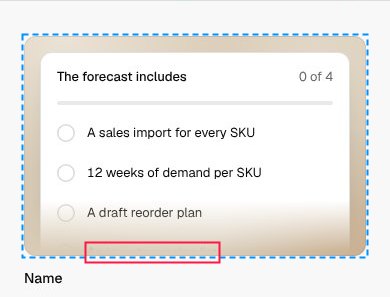 The forecast includes
0 of 4
A sales import for every SKU
12 weeks of demand per SKU
A draft reorder plan
Name